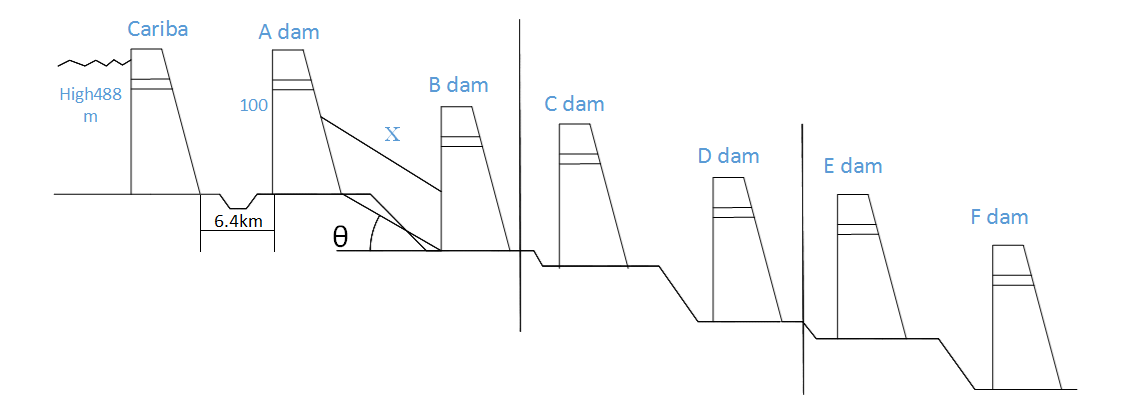 Cariba
A dam
B dam
C dam
D dam
E dam
F dam
High488
m
100
X
6.4km
θ